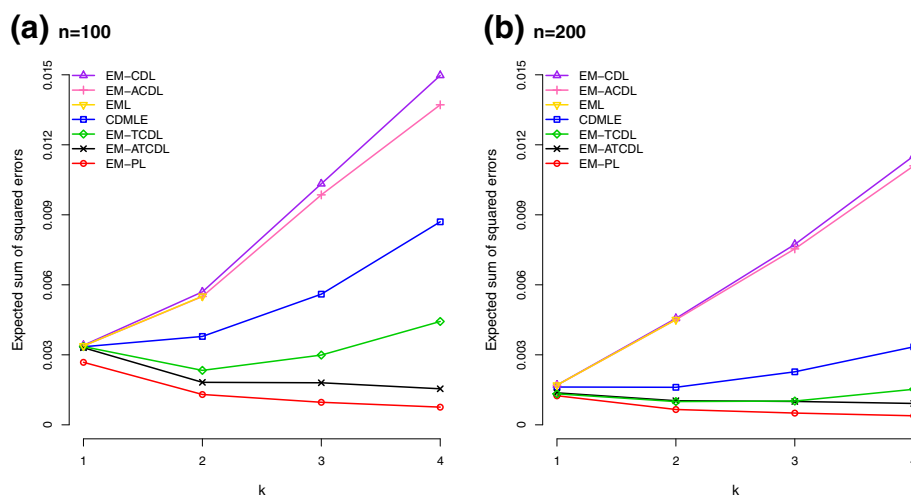 (a) n=100
0.015
0.012
0.009
0.006
0.003
0
Expected sum of squared errors
EM−CDL
EM−ACDL
EML
CDMLE
EM−TCDL
EM−ATCDL
EM−PL
1 2 3 4
k
(b) n=200
0.015
0.012
0.009
0.006
0.003
0
Expected sum of squared errors
EM−CDL
EM−ACDL
EML
CDMLE
EM−TCDL
EM−ATCDL
EM−PL
1 2 3 4
k